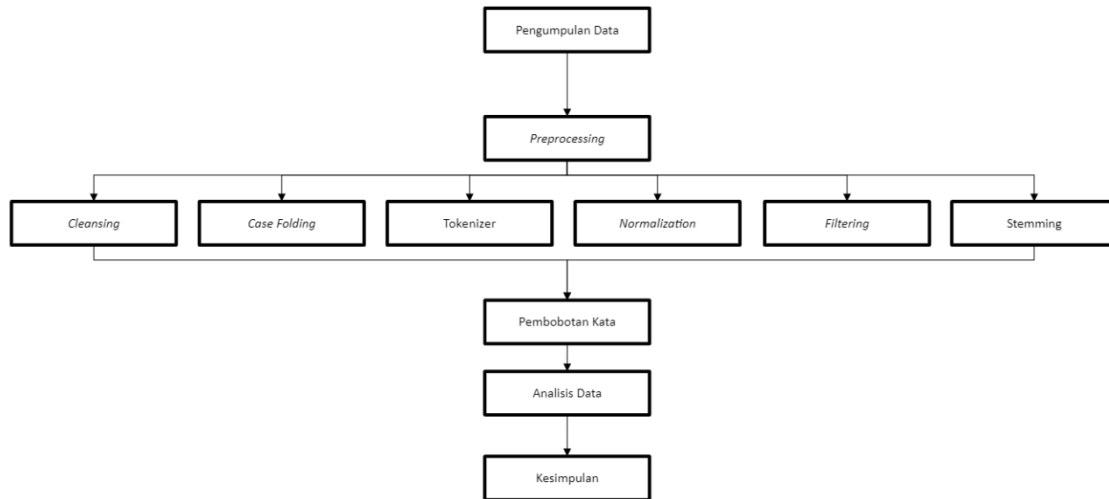 Pengumpulan Data
Preprocessing
Cleansing
Case Folding
Tokenizer
Normalization
Filtering
Stemming
Pembobotan Kata
Analisis Data
Kesimpulan